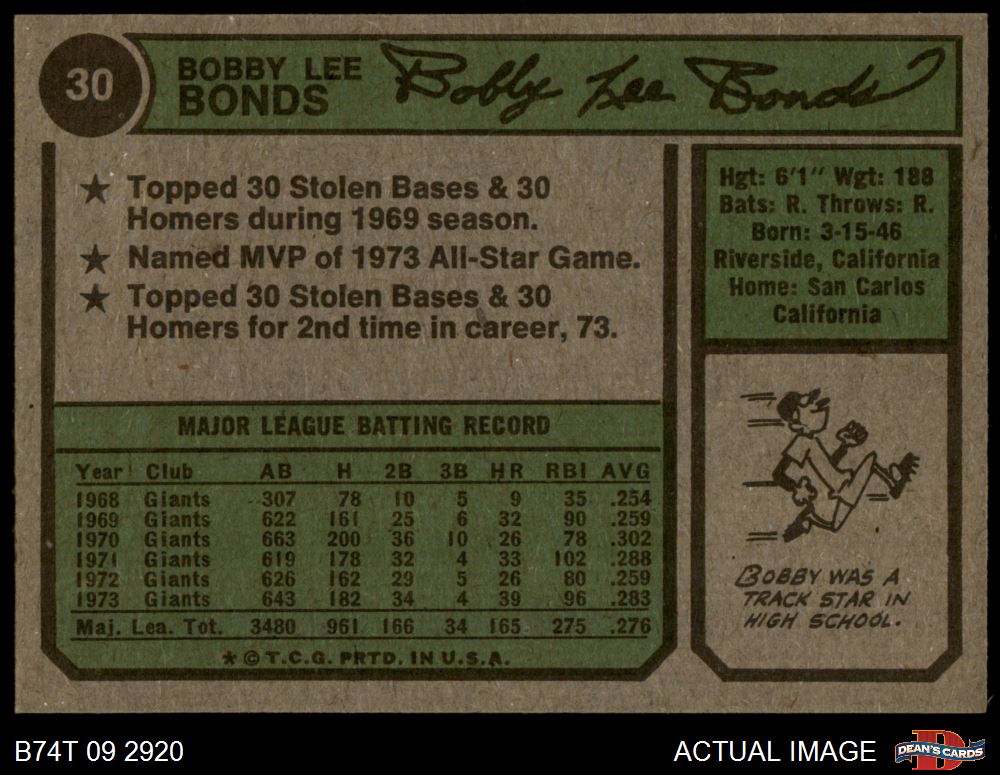 30
BOBBY LEE
BONDS
Bobby Lee Bonds
★ Topped 30 Stolen Bases & 30
Homers during 1969 season.
★ Named MVP of 1973 All-Star Game.
★ Topped 30 Stolen Bases & 30
Homers for 2nd time in career, 73.
Hgt: 6'1" Wgt: 188
Bats: R. Throws: R.
Born: 3-15-46
Riverside, California
Home: San Carlos
California
MAJOR LEAGUE BATTING RECORD
Year Club AB H 2B 3B HR RBI AVG
1968 Giants 307 78 10 5 9 35 .254
1969 Giants 622 161 25 6 32 90 .259
1970 Giants 663 200 36 10 26 78 .302
1971 Giants 619 178 32 4 33 102 .288
1972 Giants 626 162 29 5 26 80 .259
1973 Giants 643 182 34 4 39 96 .283
Maj. Lea. Tot. 3480 961 166 34 165 275 .276
* © T.C.G. PRTD. IN U.S.A.
BOBBY WAS A
TRACK STAR IN
HIGH SCHOOL.
B74T 09 2920
ACTUAL IMAGE
D
DEAN'S CARDS